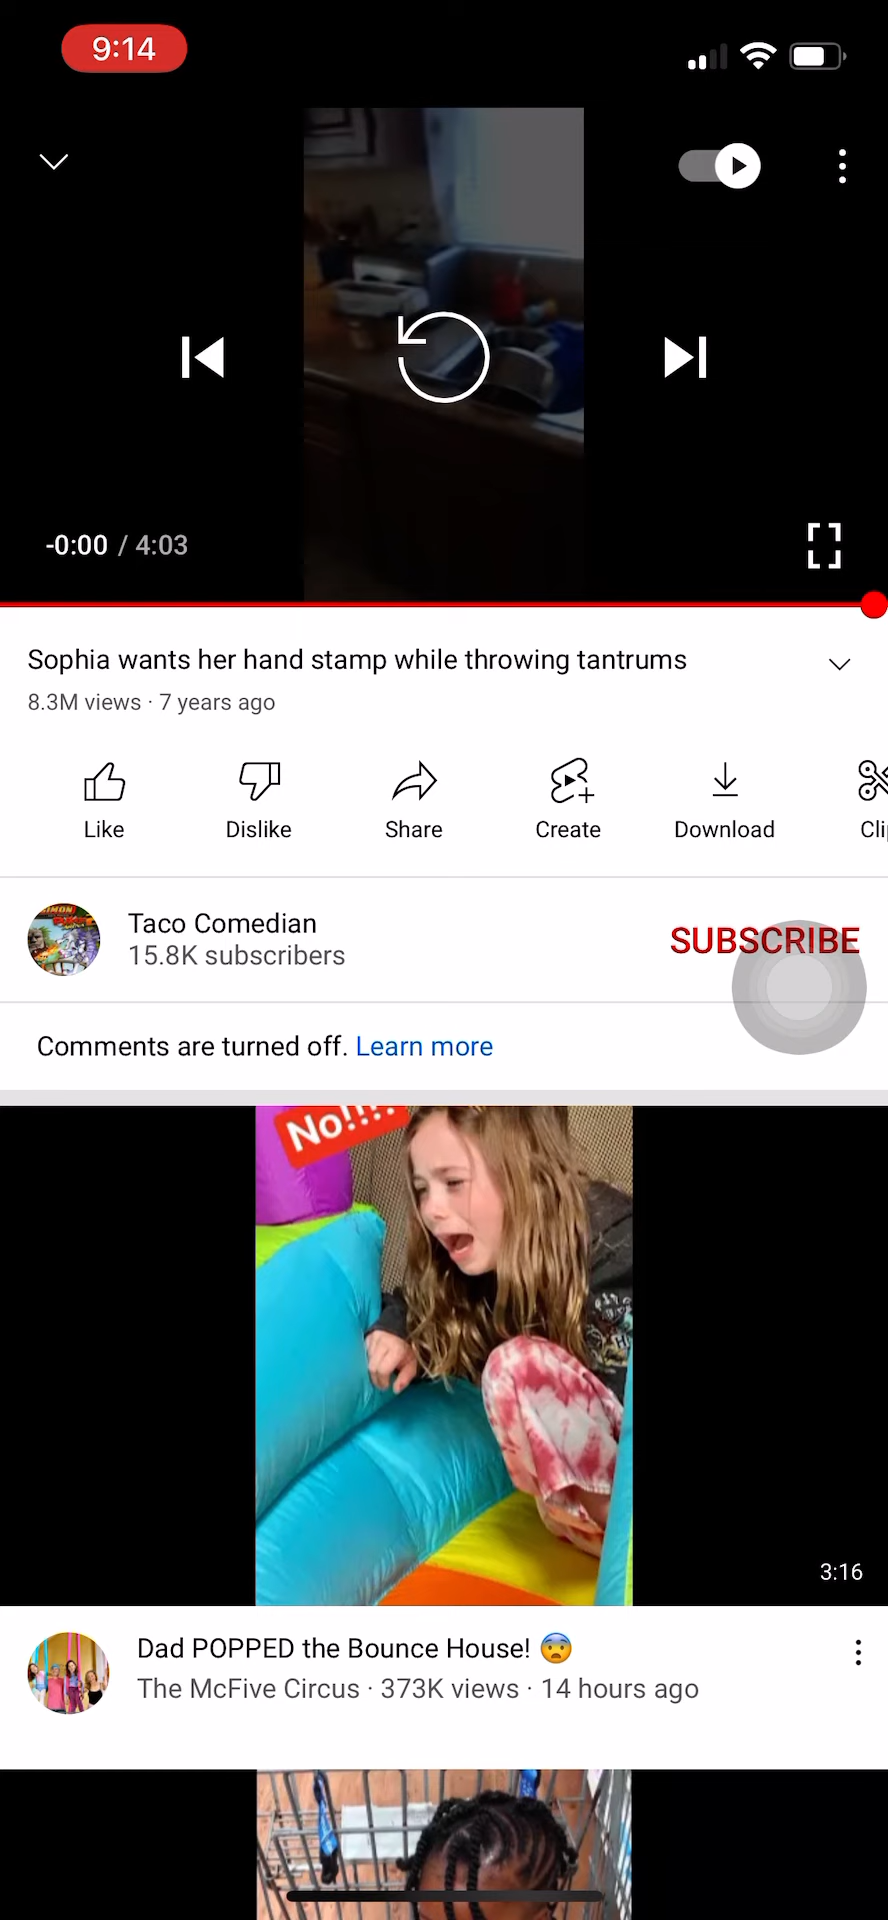 9:14
-0:00 / 4:03
Sophia wants her hand stamp while throwing tantrums
8.3M views · 7 years ago
Like Dislike Share Create Download Cli
Taco Comedian
15.8K subscribers
SUBSCRIBE
Comments are turned off. Learn more
No!!!!
3:16
Dad POPPED the Bounce House! 😨
The McFive Circus · 373K views · 14 hours ago